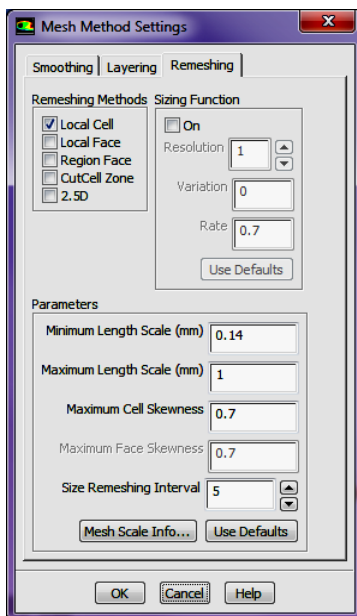 Mesh Method Settings
Smoothing Layering Remeshing
Remeshing Methods
Local Cell
Local Face
Region Face
CutCell Zone
2.5D
Sizing Function
On
Resolution 1
Variation 0
Rate 0.7
Use Defaults
Parameters
Minimum Length Scale (mm) 0.14
Maximum Length Scale (mm) 1
Maximum Cell Skewness 0.7
Maximum Face Skewness 0.7
Size Remeshing Interval 5
Mesh Scale Info... Use Defaults
OK Cancel Help